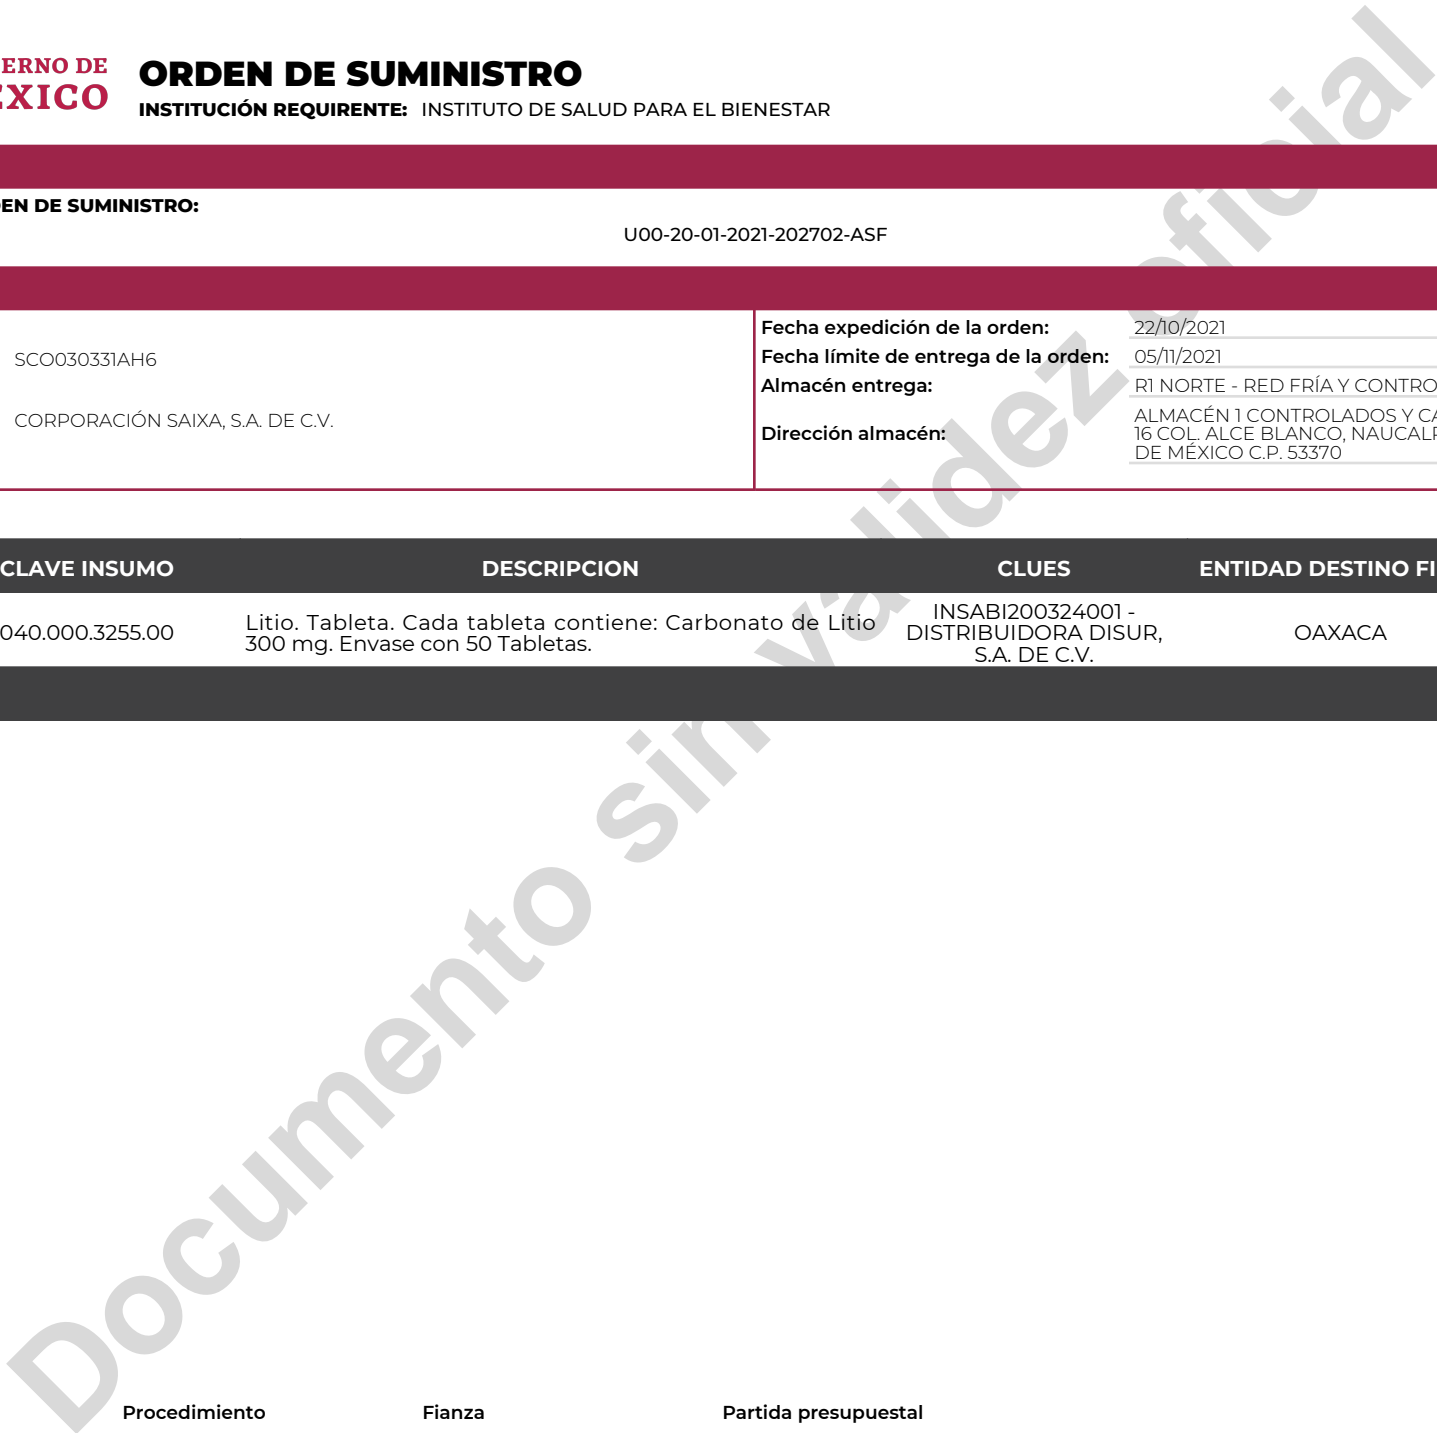 ERNO DE
ÉXICO
ORDEN DE SUMINISTRO
INSTITUCIÓN REQUIRENTE: INSTITUTO DE SALUD PARA EL BIENESTAR
EN DE SUMINISTRO:
U00-20-01-2021-202702-ASF
SCO030331AH6
CORPORACIÓN SAIXA, S.A. DE C.V.
Fecha expedición de la orden: 22/10/2021
Fecha límite de entrega de la orden: 05/11/2021
Almacén entrega: R1 NORTE - RED FRÍA Y CONTRO
Dirección almacén: ALMACÉN 1 CONTROLADOS Y CA
16 COL. ALCE BLANCO, NAUCALP
DE MÉXICO C.P. 53370
CLAVE INSUMO DESCRIPCION CLUES ENTIDAD DESTINO FI
040.000.3255.00
Litio. Tableta. Cada tableta contiene: Carbonato de Litio
300 mg. Envase con 50 Tabletas.
INSABI200324001 -
DISTRIBUIDORA DISUR,
S.A. DE C.V.
OAXACA
Documento sin validez oficial
Procedimiento Fianza Partida presupuestal